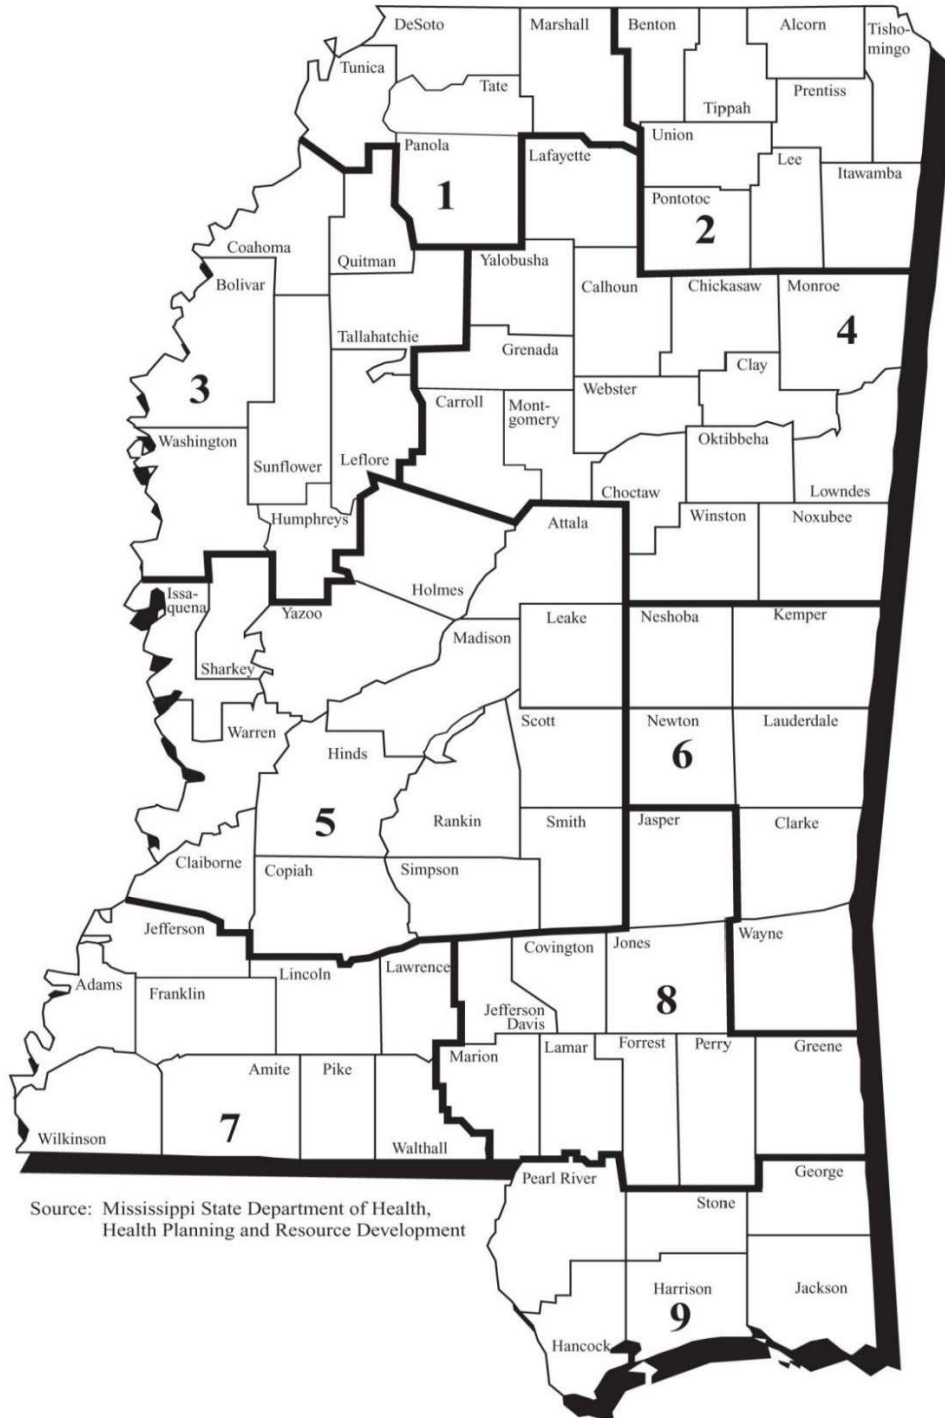 DeSoto
Marshall
Benton
Alcorn
Tisho-
mingo
Tunica
Tate
Tippah
Prentiss
Panola
Lafayette
Union
Lee
Itawamba
1
Pontotoc
2
Coahoma
Quitman
Yalobusha
Bolivar
Calhoun
Chickasaw
Monroe
Tallahatchie
Grenada
4
3
Clay
Carroll
Mont-
gomery
Webster
Washington
Oktibbeha
Sunflower
Leflore
Choctaw
Lowndes
Humphreys
Attala
Winston
Noxubee
Issa-
quena
Yazoo
Holmes
Madison
Leake
Neshoba
Kemper
Sharkey
Warren
Hinds
Scott
Newton
Lauderdale
6
5
Rankin
Smith
Jasper
Clarke
Claiborne
Copiah
Simpson
Jefferson
Covington
Jones
Wayne
Adams
Franklin
Lincoln
Lawrence
Jefferson
Davis
8
Marion
Lamar
Forrest
Perry
Greene
Amite
Pike
7
Wilkinson
Walthall
Pearl River
George
Source: Mississippi State Department of Health,
Health Planning and Resource Development
Stone
Harrison
Jackson
9
Hancock